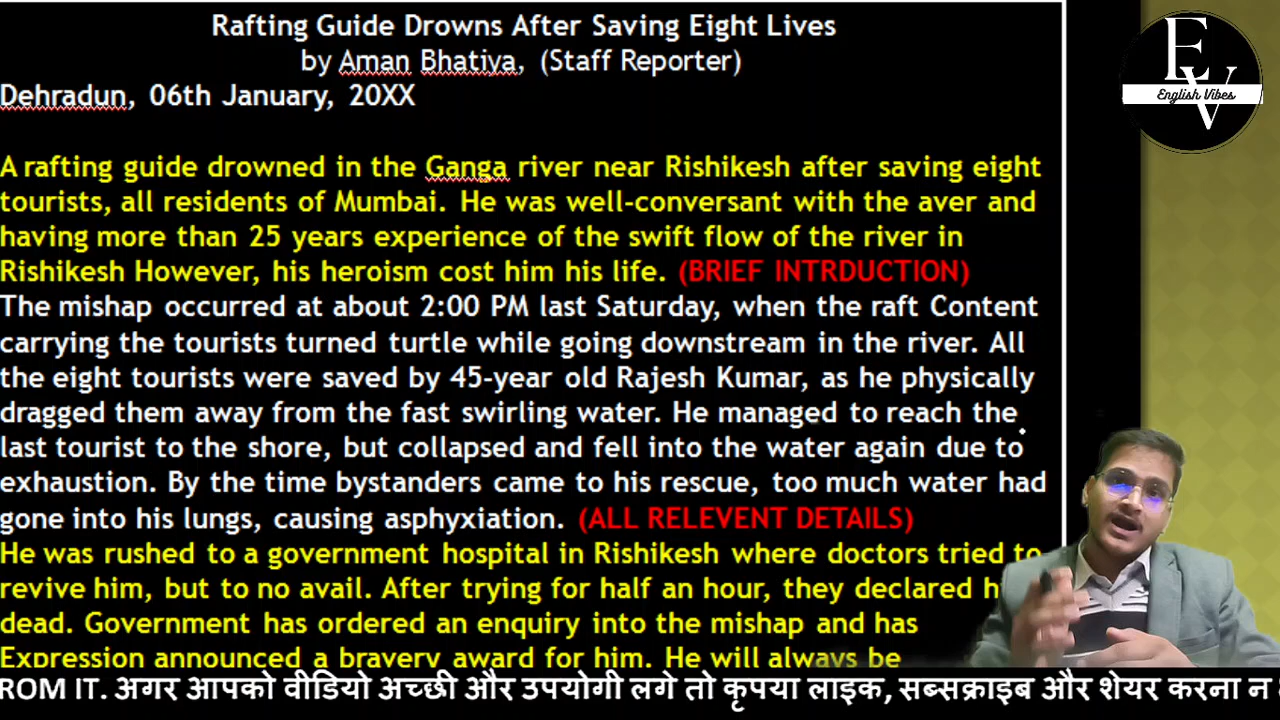 Rafting Guide Drowns After Saving Eight Lives
by Aman Bhatiya, (Staff Reporter)
Dehradun, 06th January, 20XX
A rafting guide drowned in the Ganga river near Rishikesh after saving eight
tourists, all residents of Mumbai. He was well-conversant with the aver and
having more than 25 years experience of the swift flow of the river in
Rishikesh However, his heroism cost him his life. (BRIEF INTRDUCTION)
The mishap occurred at about 2:00 PM last Saturday, when the raft Content
carrying the tourists turned turtle while going downstream in the river. All
the eight tourists were saved by 45-year old Rajesh Kumar, as he physically
dragged them away from the fast swirling water. He managed to reach the
last tourist to the shore, but collapsed and fell into the water again due to
exhaustion. By the time bystanders came to his rescue, too much water had
gone into his lungs, causing asphyxiation. (ALL RELEVENT DETAILS)
He was rushed to a government hospital in Rishikesh where doctors tried to
revive him, but to no avail. After trying for half an hour, they declared
dead. Government has ordered an enquiry into the mishap and has
Expression announced a bravery award for him. He will always be
EV
English Vibes
ROM IT. अगर आपको वीडियो अच्छी और उपयोगी लगे तो कृपया लाइक, सब्सक्राइब और शेयर करना न